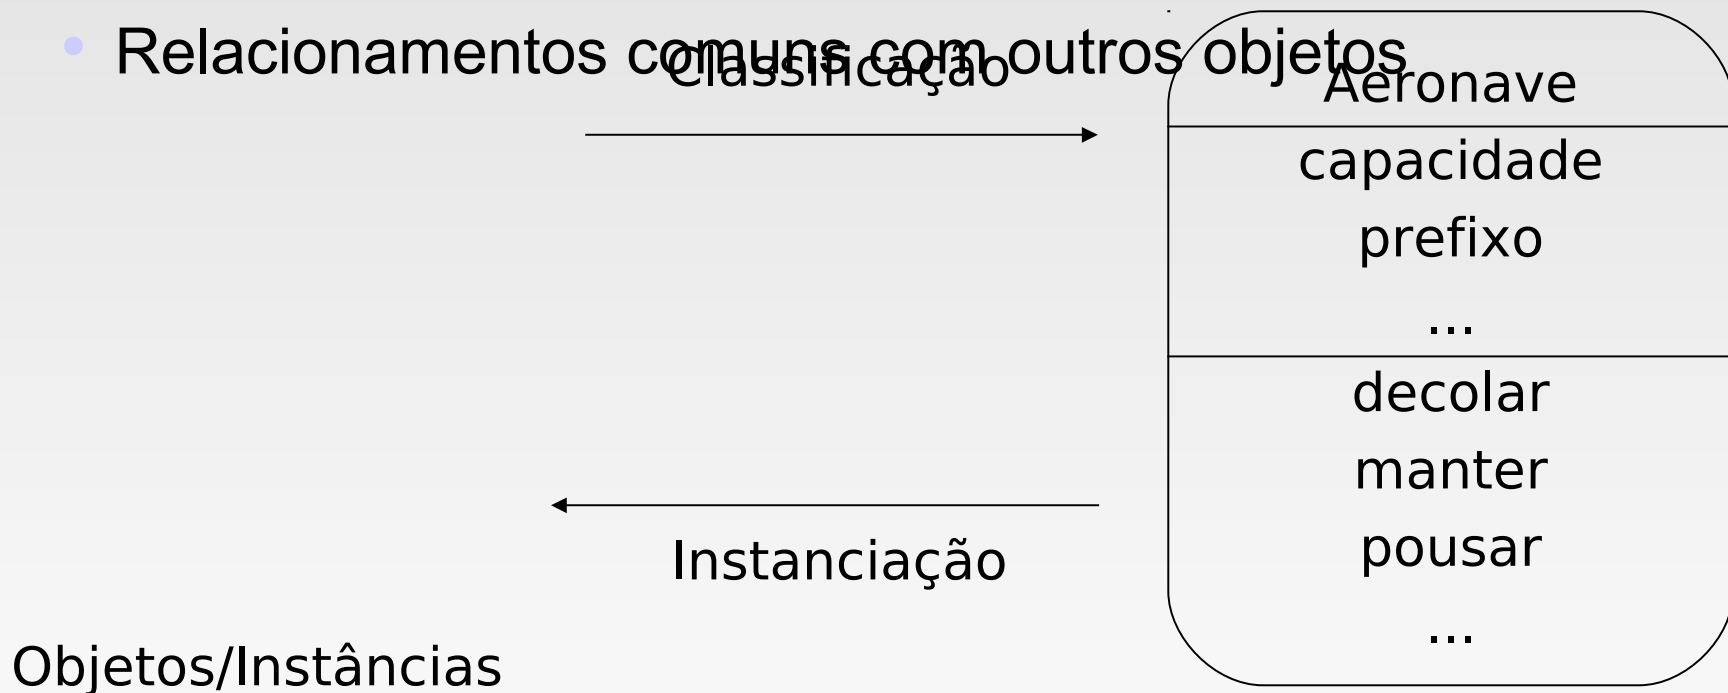 Relacionamentos comuns com outros objetos
Classificação
Aeronave
capacidade
prefixo
...
decolar
manter
pousar
...
Instanciação
Objetos/Instâncias